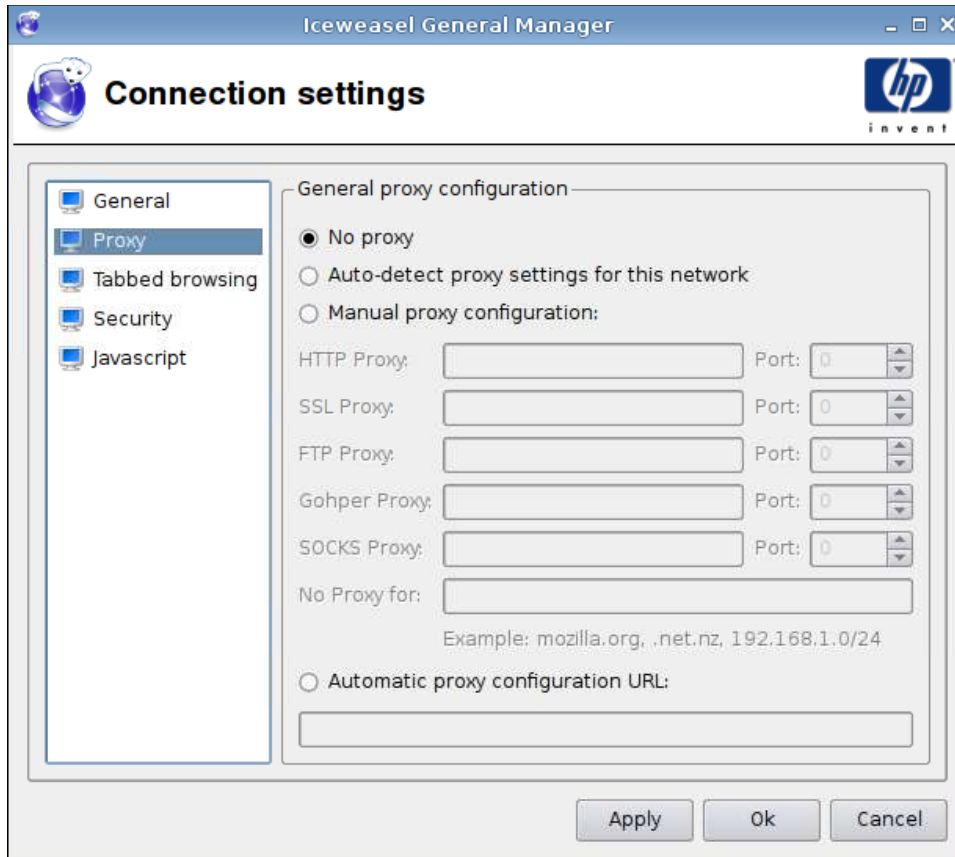 Iceweasel General Manager
Connection settings
hp
invent
General
Proxy
Tabbed browsing
Security
Javascript
General proxy configuration
No proxy
Auto-detect proxy settings for this network
Manual proxy configuration:
HTTP Proxy: Port: 0
SSL Proxy: Port: 0
FTP Proxy: Port: 0
Gohper Proxy: Port: 0
SOCKS Proxy: Port: 0
No Proxy for:
Example: mozilla.org, .net.nz, 192.168.1.0/24
Automatic proxy configuration URL:
Apply Ok Cancel